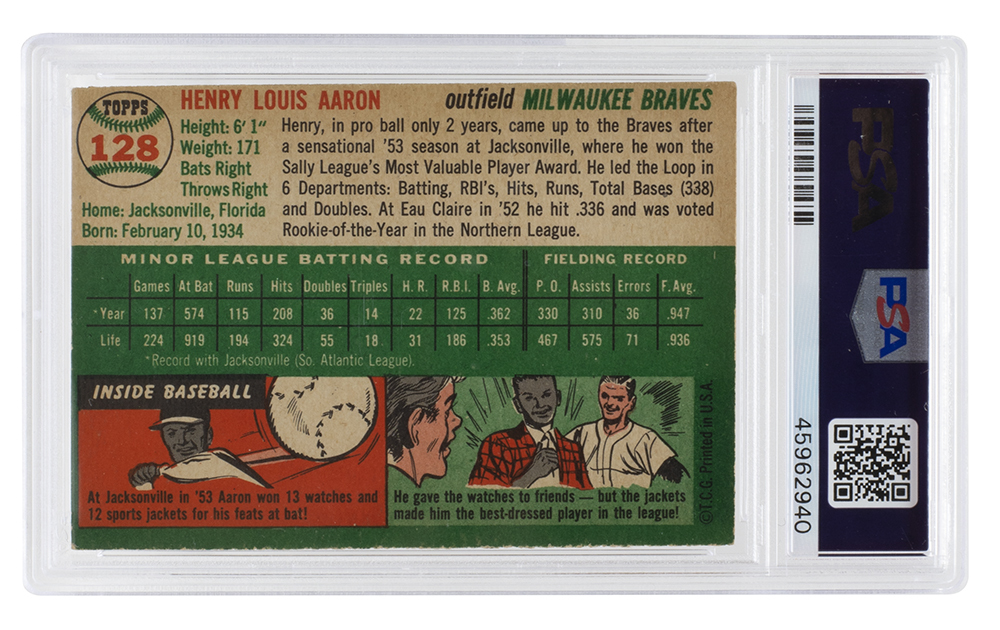 TOPPS
128
HENRY LOUIS AARON outfield MILWAUKEE BRAVES
Height: 6' 1"
Weight: 171
Bats Right
Throws Right
Home: Jacksonville, Florida
Born: February 10, 1934
Henry, in pro ball only 2 years, came up to the Braves after
a sensational '53 season at Jacksonville, where he won the
Sally League's Most Valuable Player Award. He led the Loop in
6 Departments: Batting, RBI's, Hits, Runs, Total Bases (338)
and Doubles. At Eau Claire in '52 he hit .336 and was voted
Rookie-of-the-Year in the Northern League.
MINOR LEAGUE BATTING RECORD FIELDING RECORD
Games At Bat Runs Hits Doubles Triples H. R. R.B.I. B. Avg. P. O. Assists Errors F. Avg.
*Year 137 574 115 208 36 14 22 125 .362 330 310 36 .947
Life 224 919 194 324 55 18 31 186 .353 467 575 71 .936
*Record with Jacksonville (So. Atlantic League).
INSIDE BASEBALL
At Jacksonville in '53 Aaron won 13 watches and
12 sports jackets for his feats at bat!
He gave the watches to friends — but the jackets
made him the best-dressed player in the league!
©T.C.G. Printed in U.S.A.
PSA
PSA
45962940